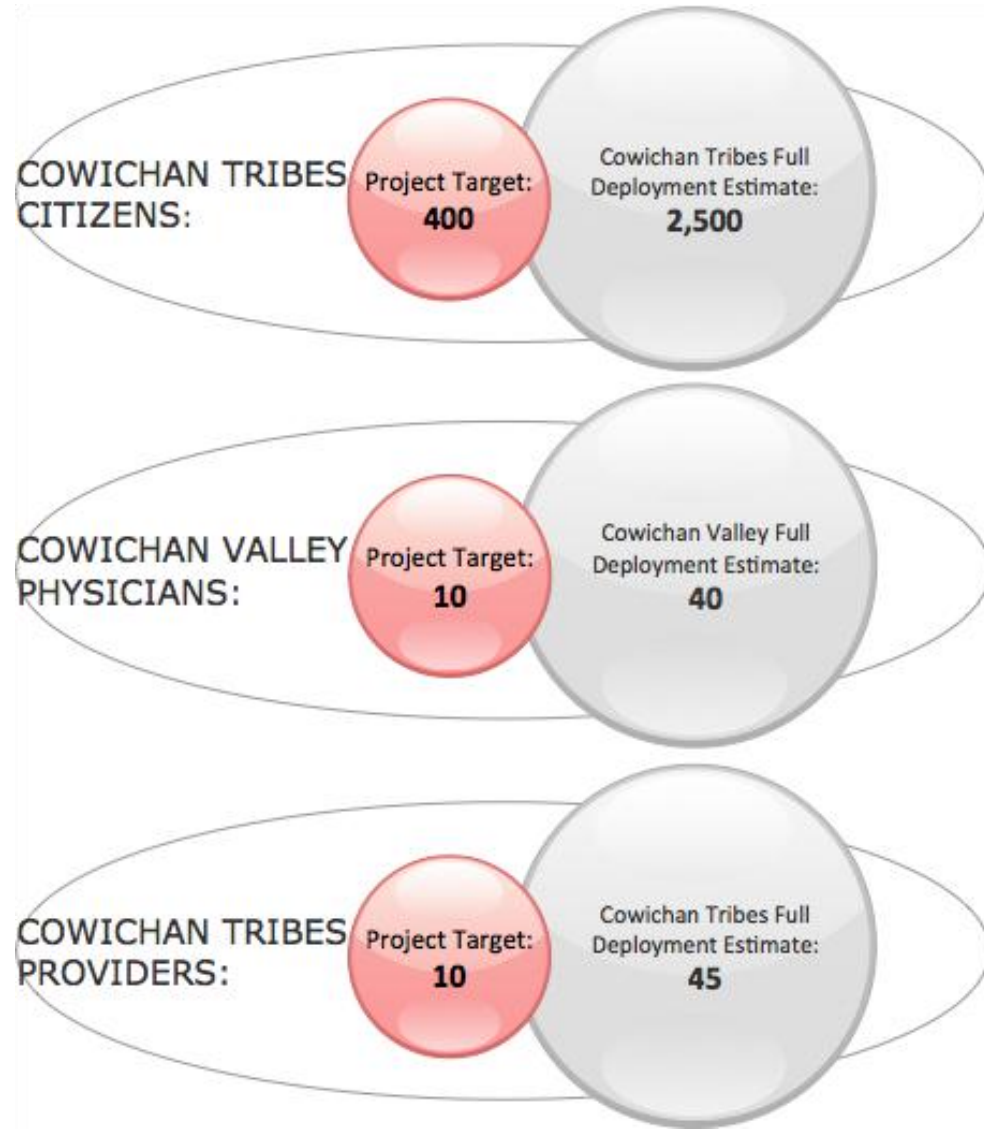 COWICHAN TRIBES
CITIZENS:
Project Target:
400
Cowichan Tribes Full
Deployment Estimate:
2,500
COWICHAN VALLEY
PHYSICIANS:
Project Target:
10
Cowichan Valley Full
Deployment Estimate:
40
COWICHAN TRIBES
PROVIDERS:
Project Target:
10
Cowichan Tribes Full
Deployment Estimate:
45